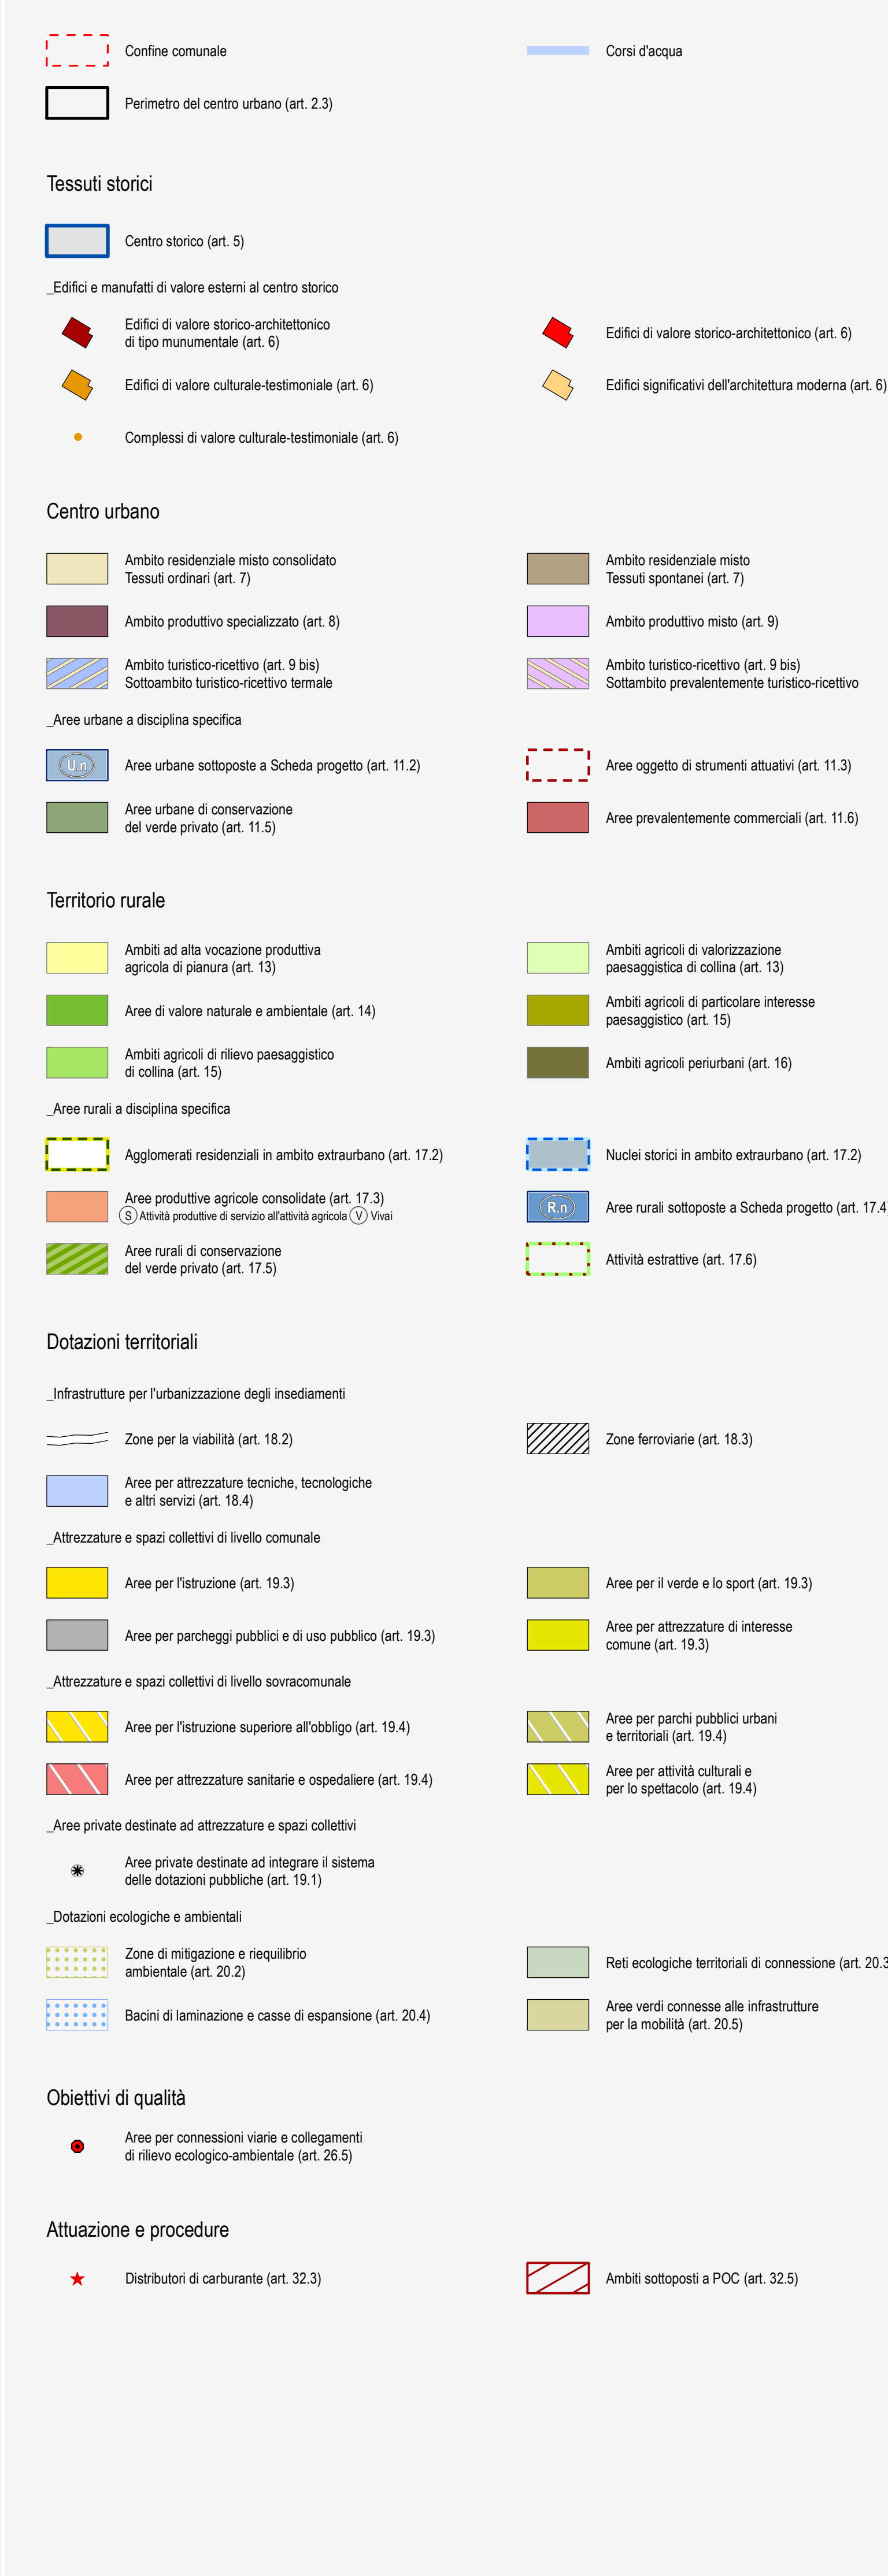 Confine comunale
Corsi d'acqua
Perimetro del centro urbano (art. 2.3)
Tessuti storici
Centro storico (art. 5)
_Edifici e manufatti di valore esterni al centro storico
Edifici di valore storico-architettonico
di tipo munumentale (art. 6)
Edifici di valore storico-architettonico (art. 6)
Edifici di valore culturale-testimoniale (art. 6)
Edifici significativi dell'architettura moderna (art. 6)
Complessi di valore culturale-testimoniale (art. 6)
Centro urbano
Ambito residenziale misto consolidato
Tessuti ordinari (art. 7)
Ambito residenziale misto
Tessuti spontanei (art. 7)
Ambito produttivo specializzato (art. 8)
Ambito produttivo misto (art. 9)
Ambito turistico-ricettivo (art. 9 bis)
Sottoambito turistico-ricettivo termale
Ambito turistico-ricettivo (art. 9 bis)
Sottambito prevalentemente turistico-ricettivo
_Aree urbane a disciplina specifica
U.n
Aree urbane sottoposte a Scheda progetto (art. 11.2)
Aree oggetto di strumenti attuativi (art. 11.3)
Aree urbane di conservazione
del verde privato (art. 11.5)
Aree prevalentemente commerciali (art. 11.6)
Territorio rurale
Ambiti ad alta vocazione produttiva
agricola di pianura (art. 13)
Ambiti agricoli di valorizzazione
paesaggistica di collina (art. 13)
Aree di valore naturale e ambientale (art. 14)
Ambiti agricoli di particolare interesse
paesaggistico (art. 15)
Ambiti agricoli di rilievo paesaggistico
di collina (art. 15)
Ambiti agricoli periurbani (art. 16)
_Aree rurali a disciplina specifica
Agglomerati residenziali in ambito extraurbano (art. 17.2)
Nuclei storici in ambito extraurbano (art. 17.2)
Aree produttive agricole consolidate (art. 17.3)
S Attività produttive di servizio all'attività agricola V Vivai
R.n
Aree rurali sottoposte a Scheda progetto (art. 17.4)
Aree rurali di conservazione
del verde privato (art. 17.5)
Attività estrattive (art. 17.6)
Dotazioni territoriali
_Infrastrutture per l'urbanizzazione degli insediamenti
Zone per la viabilità (art. 18.2)
Zone ferroviarie (art. 18.3)
Aree per attrezzature tecniche, tecnologiche
e altri servizi (art. 18.4)
_Attrezzature e spazi collettivi di livello comunale
Aree per l'istruzione (art. 19.3)
Aree per il verde e lo sport (art. 19.3)
Aree per parcheggi pubblici e di uso pubblico (art. 19.3)
Aree per attrezzature di interesse
comune (art. 19.3)
_Attrezzature e spazi collettivi di livello sovracomunale
Aree per l'istruzione superiore all'obbligo (art. 19.4)
Aree per parchi pubblici urbani
e territoriali (art. 19.4)
Aree per attrezzature sanitarie e ospedaliere (art. 19.4)
Aree per attività culturali e
per lo spettacolo (art. 19.4)
_Aree private destinate ad attrezzature e spazi collettivi
Aree private destinate ad integrare il sistema
delle dotazioni pubbliche (art. 19.1)
_Dotazioni ecologiche e ambientali
Zone di mitigazione e riequilibrio
ambientale (art. 20.2)
Reti ecologiche territoriali di connessione (art. 20.3
Bacini di laminazione e casse di espansione (art. 20.4)
Aree verdi connesse alle infrastrutture
per la mobilità (art. 20.5)
Obiettivi di qualità
Aree per connessioni viarie e collegamenti
di rilievo ecologico-ambientale (art. 26.5)
Attuazione e procedure
Distributori di carburante (art. 32.3)
Ambiti sottoposti a POC (art. 32.5)